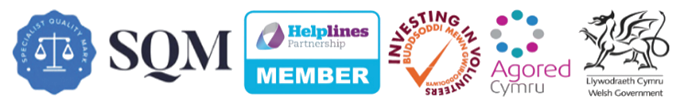 SPECIALIST QUALITY MARK
SQM
Helplines
Partnership
MEMBER
INVESTING IN VOLUNTEERS
BUDDSODDI MEWN GWIRFODDOLWYR
Agored
Cymru
Llywodraeth Cymru
Welsh Government